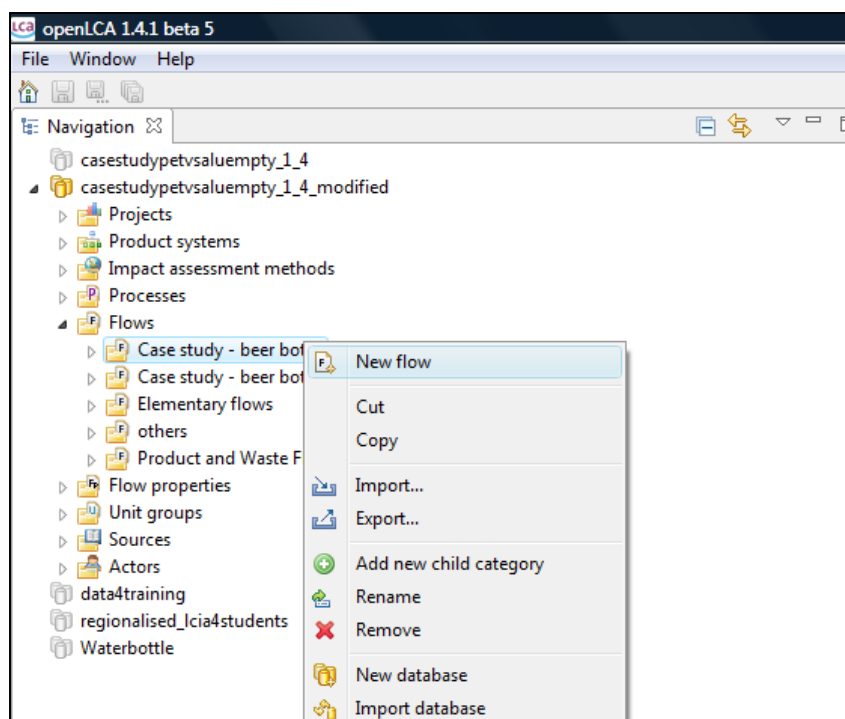 openLCA 1.4.1 beta 5
File Window Help
Navigation
casestudypetvsaluempty_1_4
casestudypetvsaluempty_1_4_modified
Projects
Product systems
Impact assessment methods
Processes
Flows
Case study - beer bot
Case study - beer bot
Elementary flows
others
Product and Waste F
Flow properties
Unit groups
Sources
Actors
data4training
regionalised_lcia4students
Waterbottle
New flow
Cut
Copy
Import...
Export...
Add new child category
Rename
Remove
New database
Import database